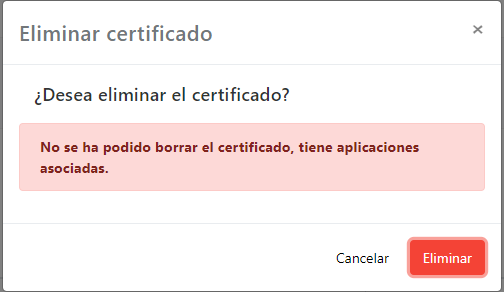 Eliminar certificado
×
¿Desea eliminar el certificado?
No se ha podido borrar el certificado, tiene aplicaciones
asociadas.
Cancelar
Eliminar